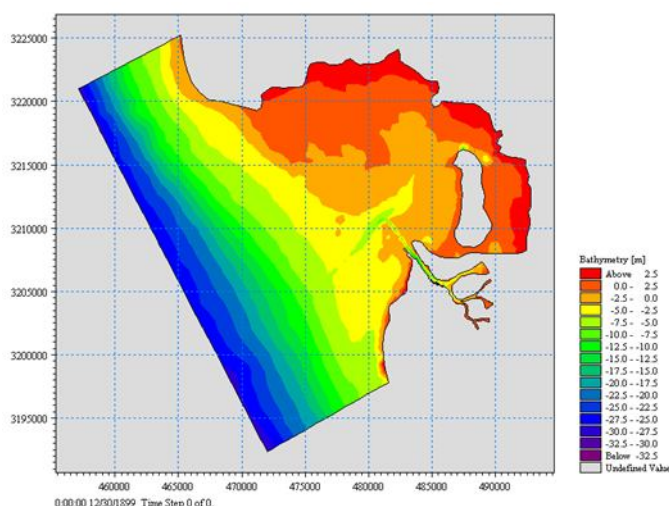 3225000
3220000
3215000
3210000
3205000
3200000
3195000
460000 465000 470000 475000 480000 485000 490000
0:00:00 12/30/1899 Time Step 0 of 0.
Bathymetry [m]
Above 2.5
0.0 - 2.5
-2.5 - 0.0
-5.0 - -2.5
-7.5 - -5.0
-10.0 - -7.5
-12.5 - -10.0
-15.0 - -12.5
-17.5 - -15.0
-20.0 - -17.5
-22.5 - -20.0
-25.0 - -22.5
-27.5 - -25.0
-30.0 - -27.5
-32.5 - -30.0
Below -32.5
Undefined Value